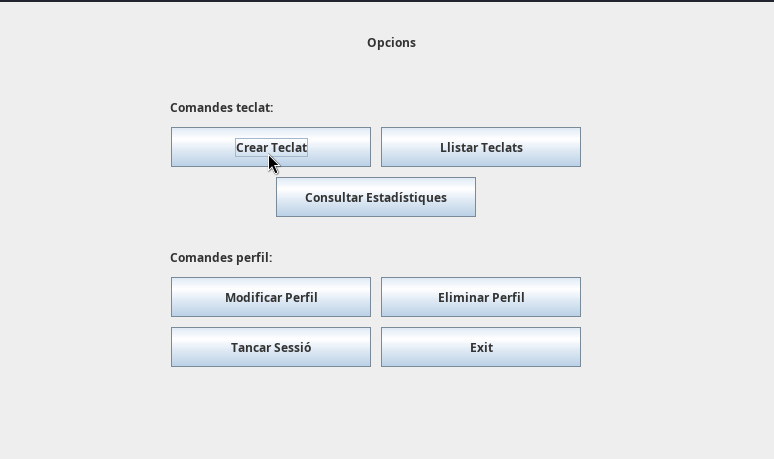 Opcions
Comandes teclat:
Crear Teclat
Llistar Teclats
Consultar Estadístiques
Comandes perfil:
Modificar Perfil
Eliminar Perfil
Tancar Sessió
Exit